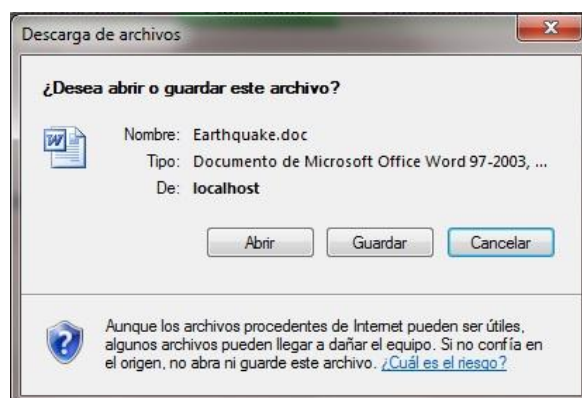 Descarga de archivos
¿Desea abrir o guardar este archivo?
Nombre: Earthquake.doc
Tipo: Documento de Microsoft Office Word 97-2003, ...
De: localhost
Abrir Guardar Cancelar
Aunque los archivos procedentes de Internet pueden ser útiles,
algunos archivos pueden llegar a dañar el equipo. Si no confía en
el origen, no abra ni guarde este archivo. ¿Cuál es el riesgo?